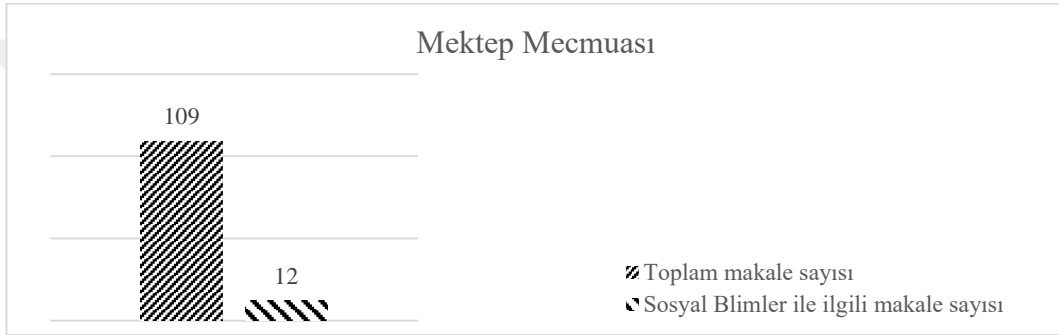 Mektep Mecmuası
109
12
Toplam makale sayısı
Sosyal Blimler ile ilgili makale sayısı